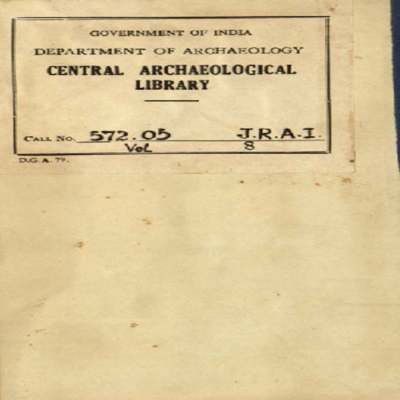 GOVERNMENT OF INDIA
DEPARTMENT OF ARCHAEOLOGY
CENTRAL ARCHAEOLOGICAL
LIBRARY
CALL NO. 572.05 J.R.A.I.
Vol 8
D.G.A. 79.